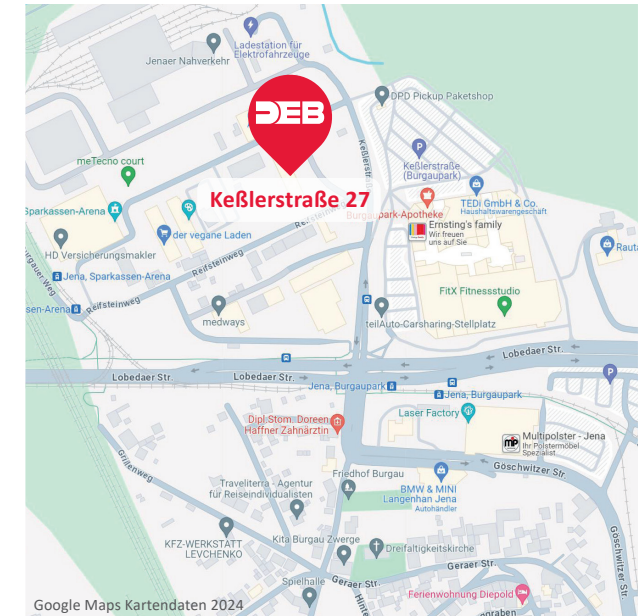 Ladestation für
Elektrofahrzeuge
Jenaer Nahverkehr
DPD Pickup Paketshop
DEB
Keßlerstraße
(Burgaupark)
meTecno court
TEDi GmbH & Co.
Haushaltswarengeschäft
Keßlerstraße 27
Burgaupark-Apotheke
Sparkassen-Arena
Ernsting's family
Wir freuen
uns auf Sie
der vegane Laden
HD Versicherungsmakler
Reifsteinweg
Jena, Sparkassen-Arena
FitX Fitnessstudio
Reifsteinweg
medways
teilAuto-Carsharing-Stellplatz
Lobedaer Str.
Lobedaer Str.
Lobedaer Str.
Jena, Burgaupark
Jena, Burgaupark
Laser Factory
Dipl.Stom. Doreen
Haffner Zahnärztin
Multipolster - Jena
Ihr Polstermöbel
Spezialist
Göschwitzer Str.
Grillenweg
Friedhof Burgau
Traveliterra - Agentur
für Reiseindividualisten
BMW & MINI
Langenhan Jena
Autohändler
Göschwitzer Str.
KFZ-WERKSTATT
LEVCHENKO
Kita Burgau Zwerge
Dreifaltigkeitskirche
Geraer Str.
Spielhalle
Geraer Str.
Ferienwohnung Diepold
Google Maps Kartendaten 2024